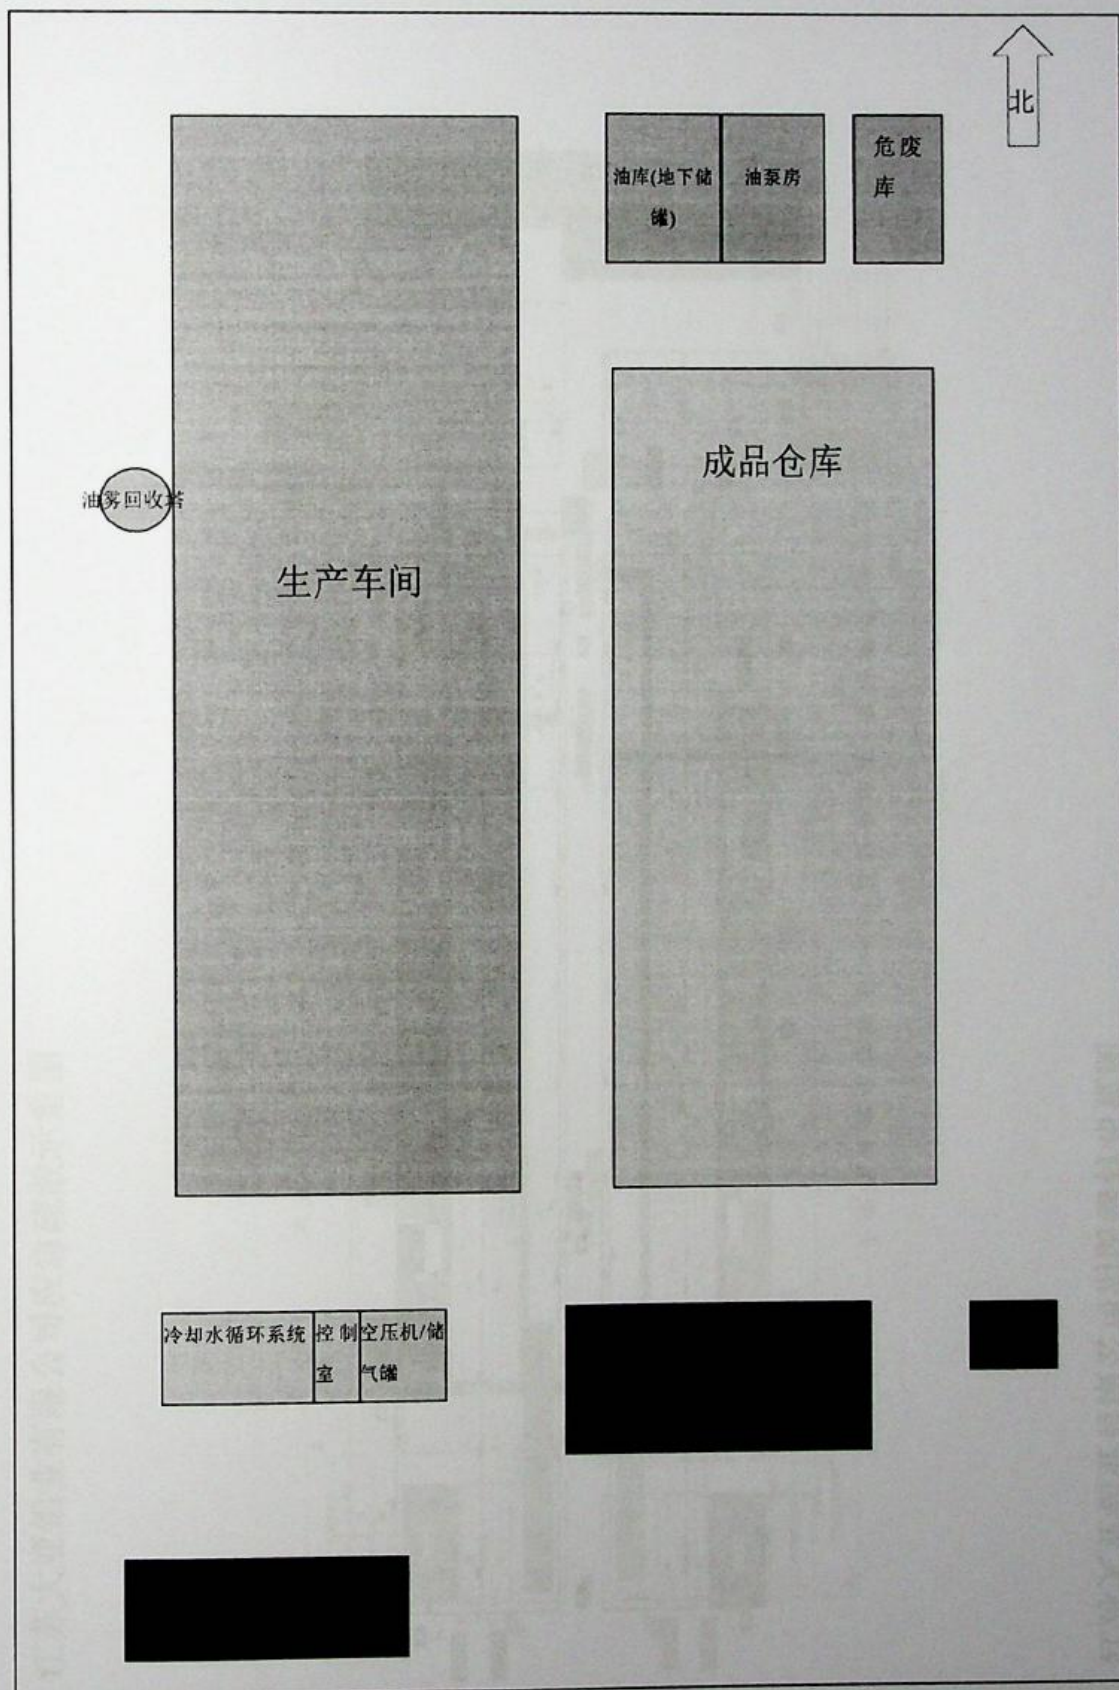 北
危废
库
油库(地下储
罐)
油泵房
成品仓库
油雾回收塔
生产车间
冷却水循环系统
控制
室
空压机/储
气罐